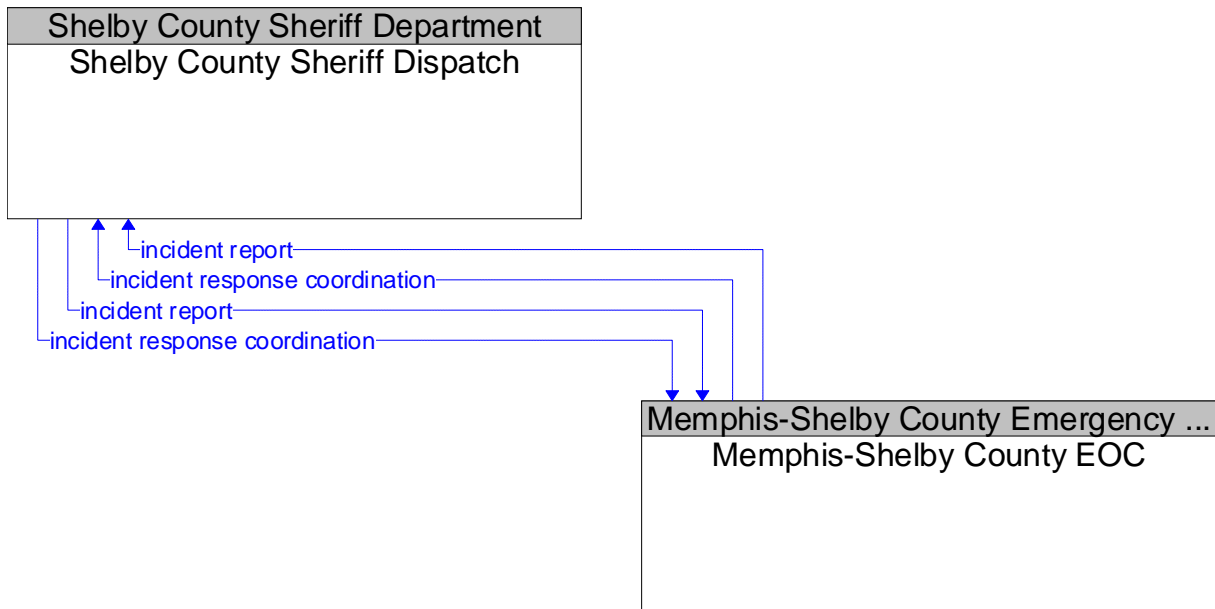 Shelby County Sheriff Department
Shelby County Sheriff Dispatch
incident report
incident response coordination
incident report
incident response coordination
Memphis-Shelby County Emergency ...
Memphis-Shelby County EOC